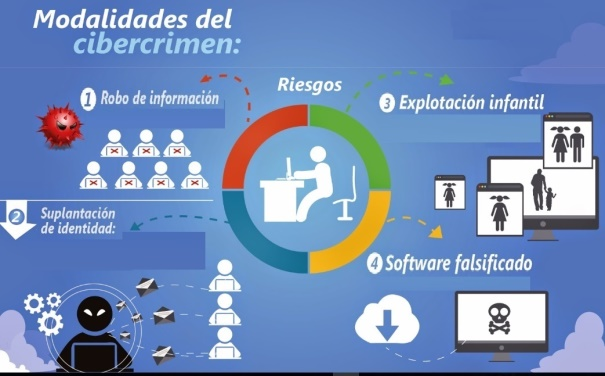 Modalidades del
cibercrimen:
Riesgos
1 Robo de información
3 Explotación infantil
2 Suplantación
de identidad:
4 Software falsificado